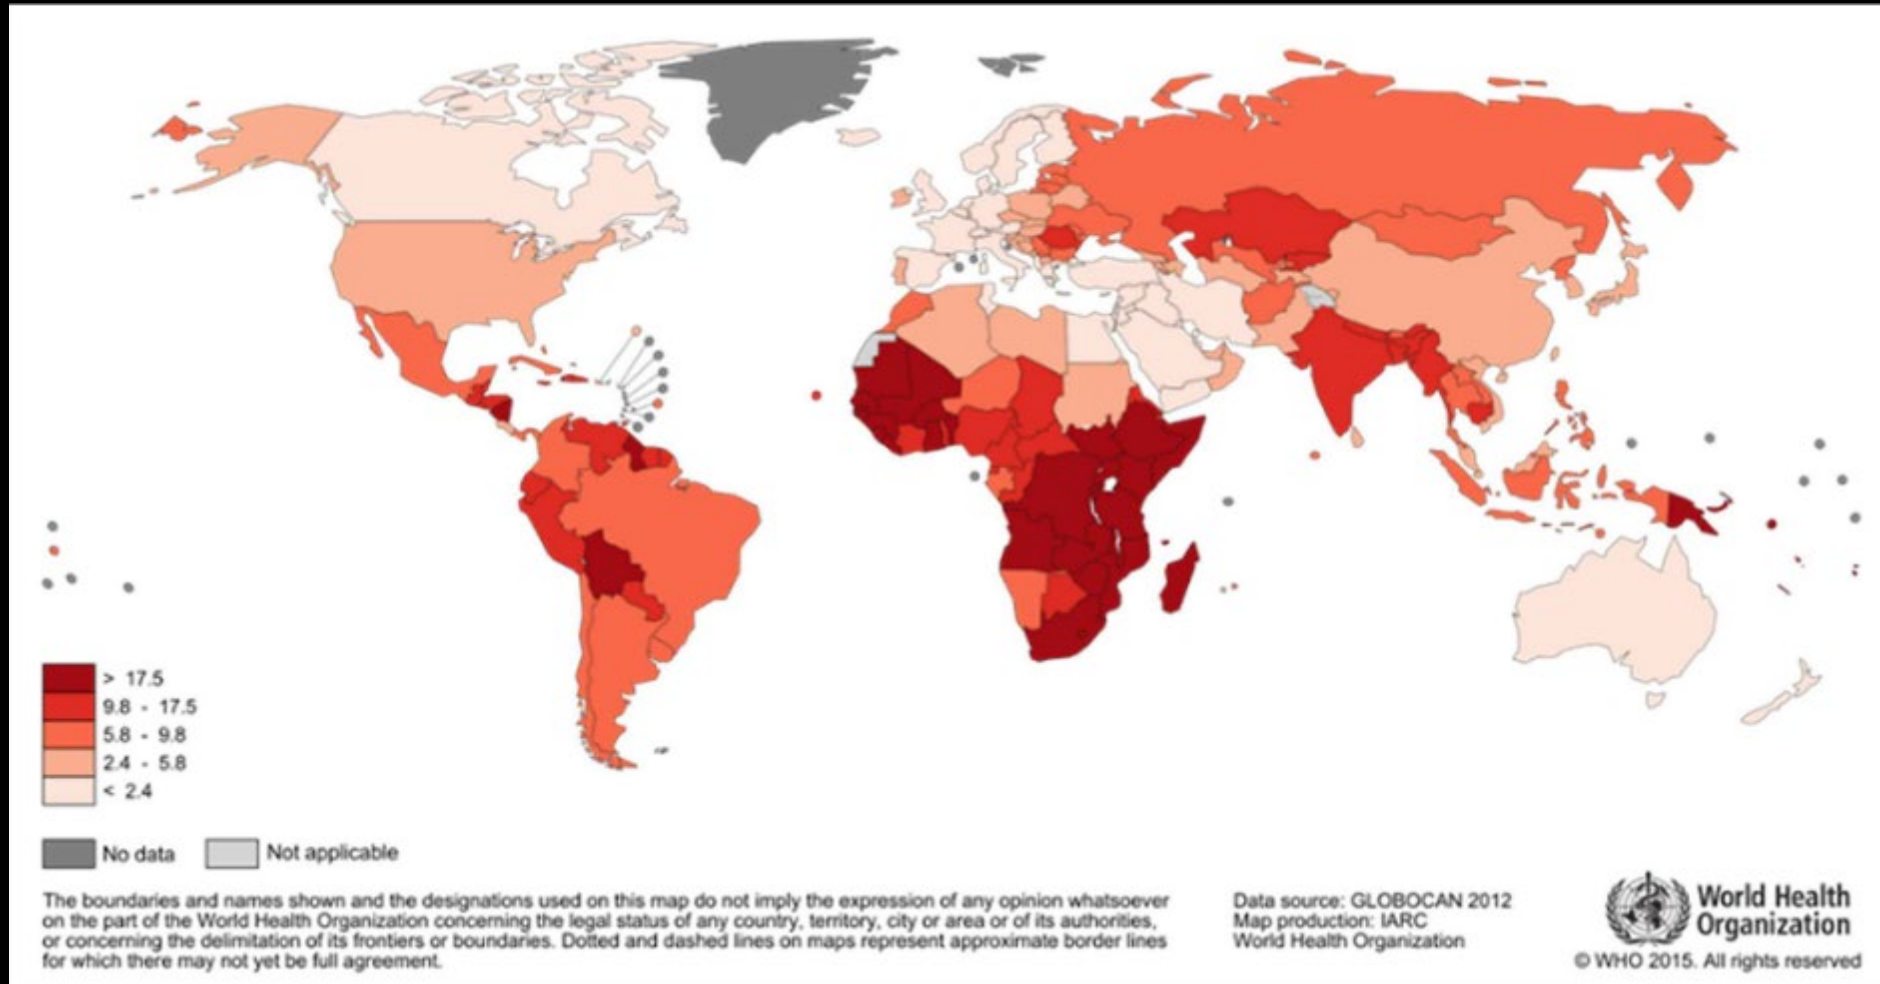 > 17.5
9.8 - 17.5
5.8 - 9.8
2.4 - 5.8
< 2.4
No data
Not applicable
The boundaries and names shown and the designations used on this map do not imply the expression of any opinion whatsoever
on the part of the World Health Organization concerning the legal status of any country, territory, city or area or of its authorities,
or concerning the delimitation of its frontiers or boundaries. Dotted and dashed lines on maps represent approximate border lines
for which there may not yet be full agreement.
Data source: GLOBOCAN 2012
Map production: IARC
World Health Organization
World Health
Organization
© WHO 2015. All rights reserved